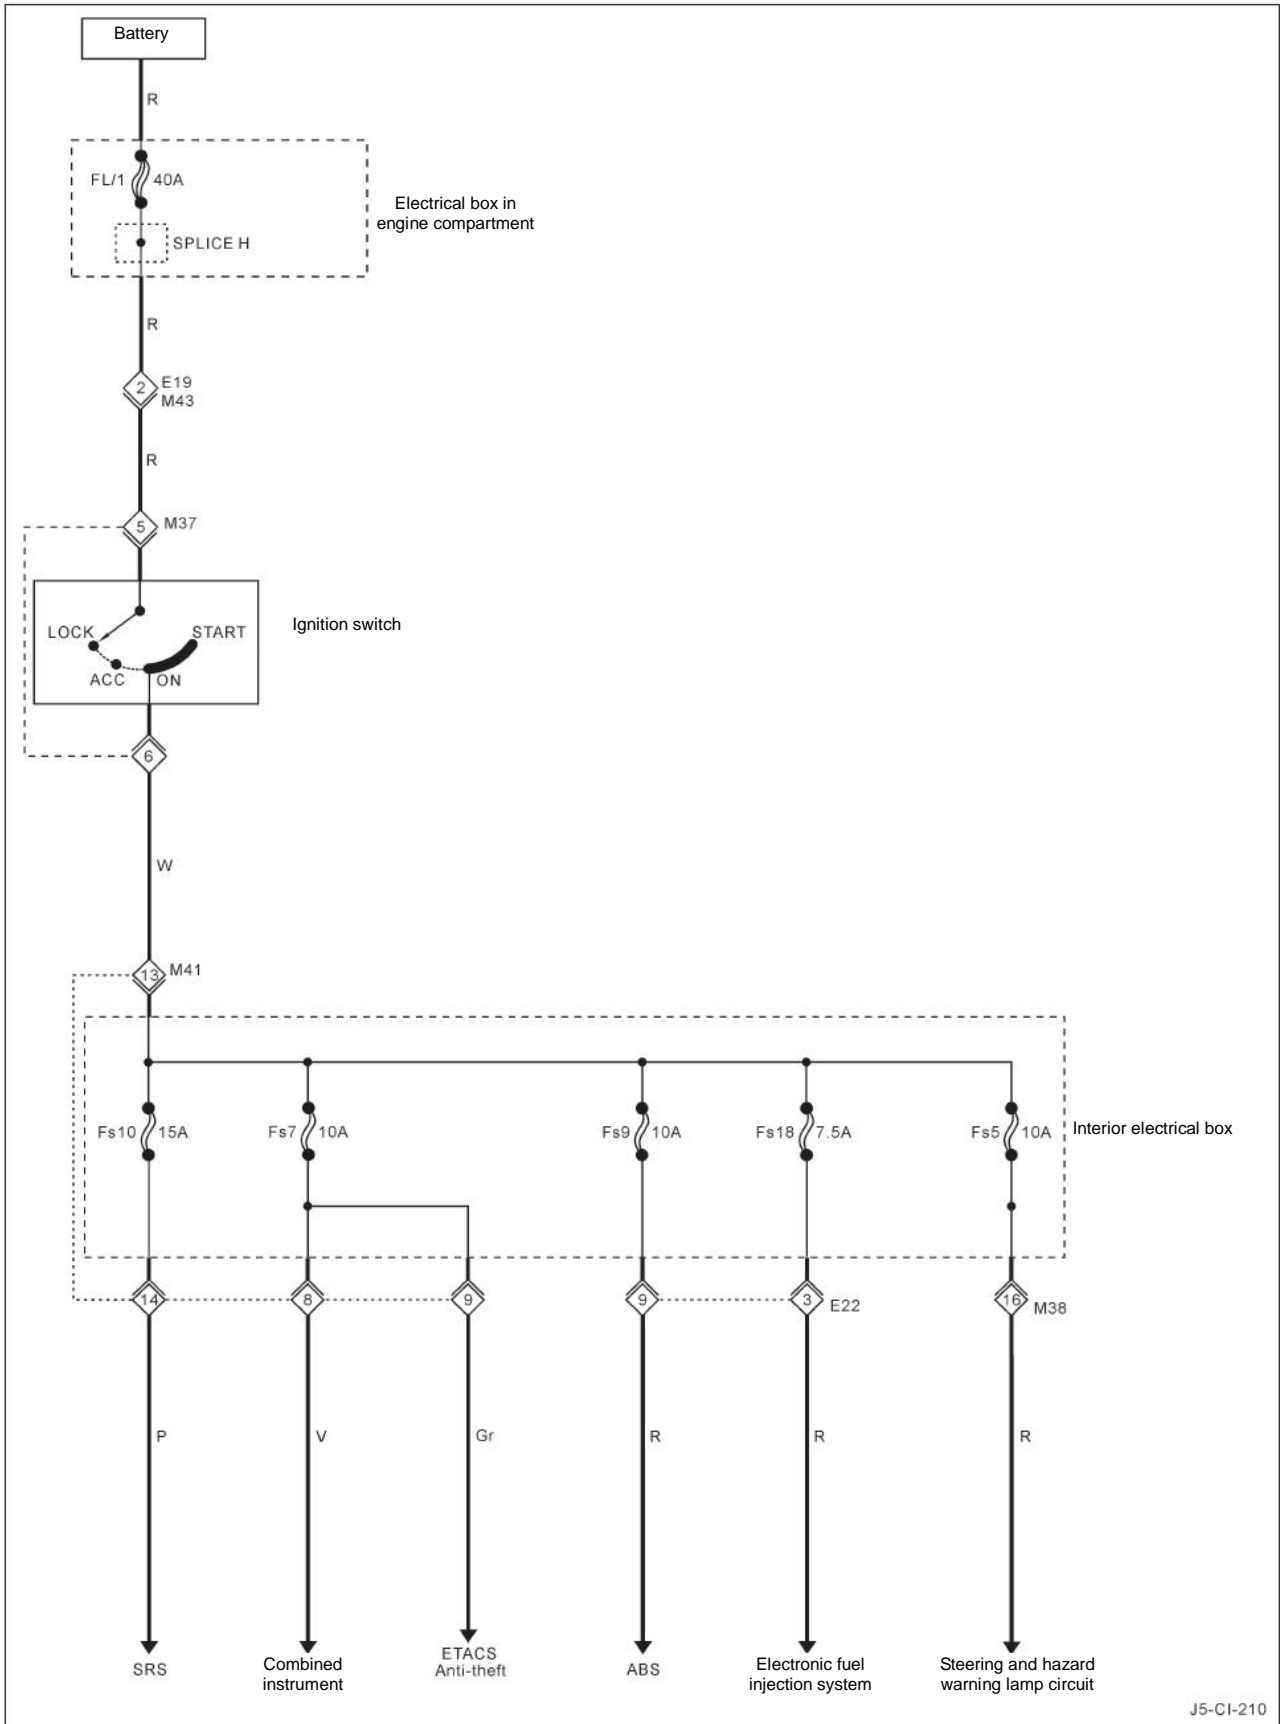 Battery
R
FL/1 40A
Electrical box in
engine compartment
SPLICE H
R
2 E19
M43
R
5 M37
Ignition switch
LOCK START
ACC ON
6
W
13 M41
Fs10 15A Fs7 10A Fs9 10A Fs18 7.5A Fs5 10A Interior electrical box
14 8 9 9 3 E22 16 M38
P V Gr R R R
SRS Combined
instrument ETACS
Anti-theft ABS Electronic fuel
injection system Steering and hazard
warning lamp circuit
J5-CI-210